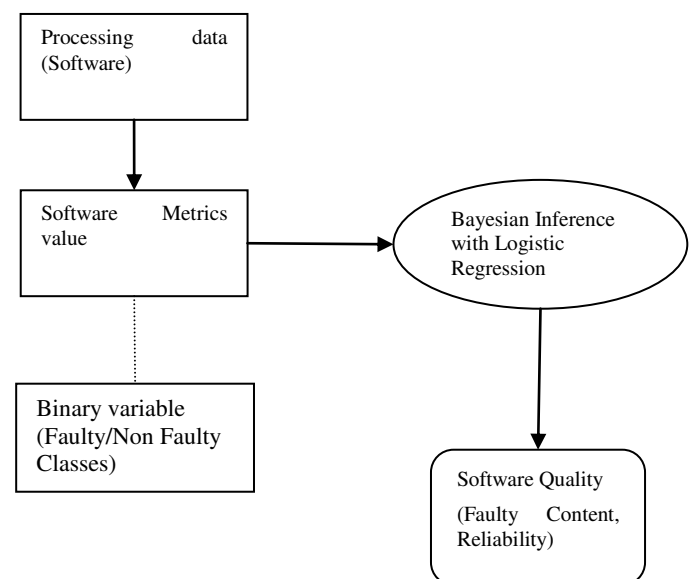 Processing data
(Software)
Software Metrics
value
Bayesian Inference
with Logistic
Regression
Binary variable
(Faulty/Non Faulty
Classes)
Software Quality
(Faulty Content,
Reliability)